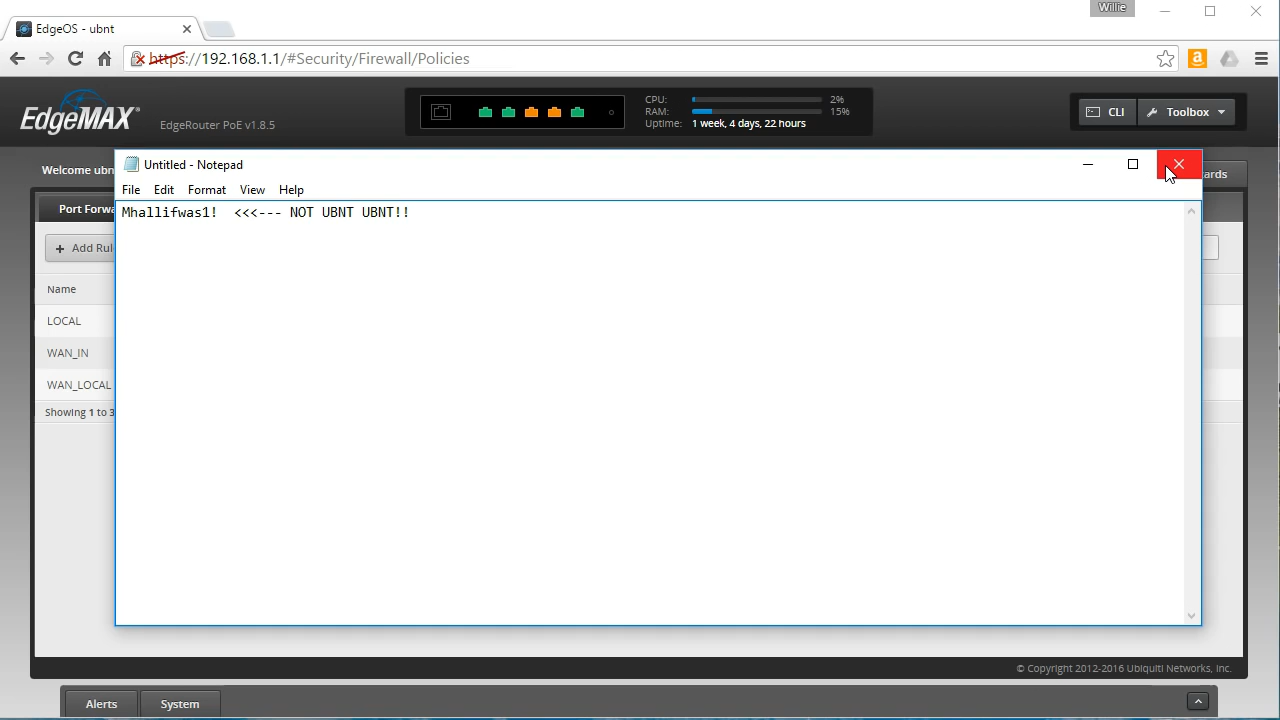 Willie
EdgeOS - ubnt
https://192.168.1.1/#Security/Firewall/Policies
EdgeMAX®
EdgeRouter PoE v1.8.5
CPU: 2%
RAM: 15%
Uptime: 1 week, 4 days, 22 hours
CLI
Toolbox
Welcome ubn
ards
Untitled - Notepad
File Edit Format View Help
Mhallifwas1!  <<<--- NOT UBNT UBNT!!
Port Forwa
+ Add Rul
Name
LOCAL
WAN_IN
WAN_LOCAL
Showing 1 to 3
© Copyright 2012-2016 Ubiquiti Networks, Inc.
Alerts
System